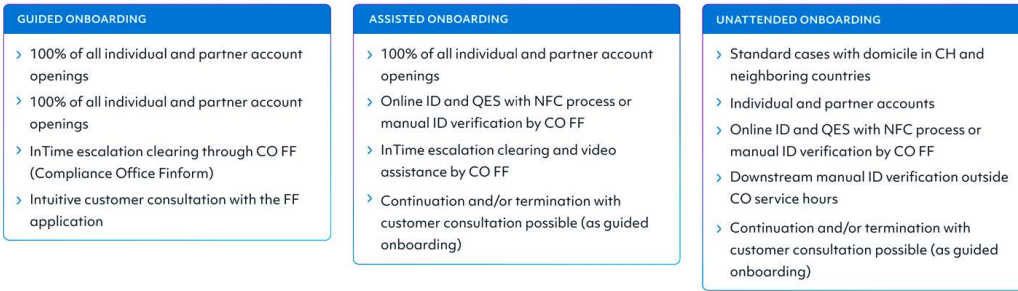 GUIDED ONBOARDING
100% of all individual and partner account
openings
100% of all individual and partner account
openings
InTime escalation clearing through CO FF
(Compliance Office Finform)
Intuitive customer consultation with the FF
application
ASSISTED ONBOARDING
100% of all individual and partner account
openings
Online ID and QES with NFC process or
manual ID verification by CO FF
InTime escalation clearing and video
assistance by CO FF
Continuation and/or termination with
customer consultation possible (as guided
onboarding)
UNATTENDED ONBOARDING
Standard cases with domicile in CH and
neighboring countries
Individual and partner accounts
Online ID and QES with NFC process or
manual ID verification by CO FF
Downstream manual ID verification outside
CO service hours
Continuation and/or termination with
customer consultation possible (as guided
onboarding)